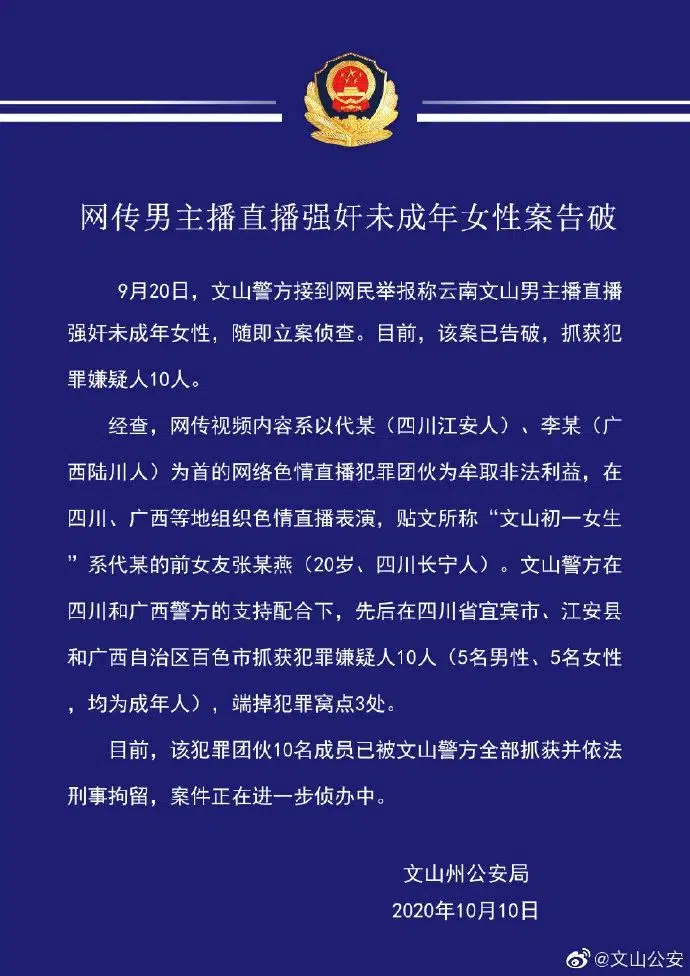 网传男主播直播强奸未成年女性案告破
9月20日，文山警方接到网民举报称云南文山男主播直播
强奸未成年女性，随即立案侦查。目前，该案已告破，抓获犯
罪嫌疑人10人。
经查，网传视频内容系以代某（四川江安人）、李某（广
西陆川人）为首的网络色情直播犯罪团伙为牟取非法利益，在
四川、广西等地组织色情直播表演，贴文所称“文山初一女生
”系代某的前女友张某燕（20岁、四川长宁人）。文山警方在
四川和广西警方的支持配合下，先后在四川省宜宾市、江安县
和广西自治区百色市抓获犯罪嫌疑人10人（5名男性、5名女性
，均为成年人），端掉犯罪窝点3处。
目前，该犯罪团伙10名成员已被文山警方全部抓获并依法
刑事拘留，案件正在进一步侦办中。
文山州公安局
2020年10月10日
@文山公安